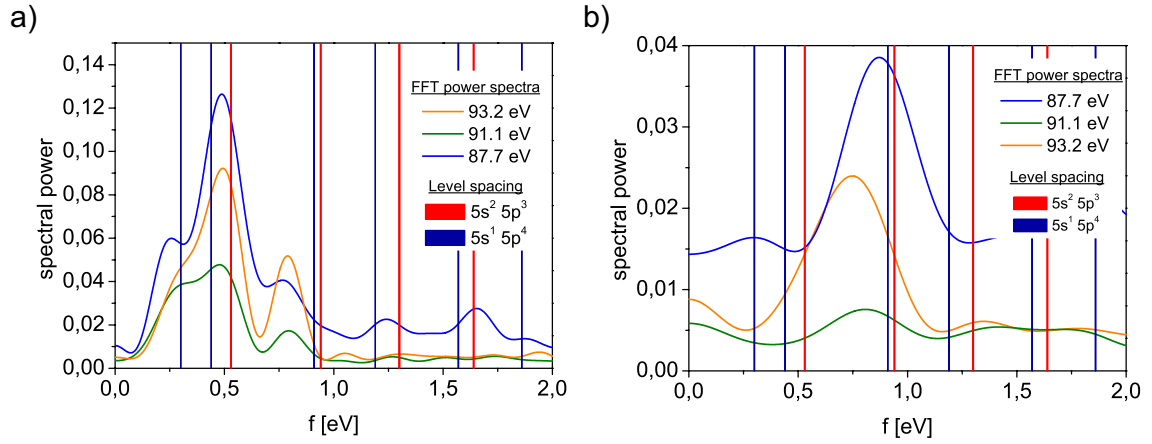 a)
spectral power
0,14
0,12
0,10
0,08
0,06
0,04
0,02
0,00
0,0 0,5 1,0 1,5 2,0
f [eV]
FFT power spectra
93.2 eV
91.1 eV
87.7 eV
Level spacing
5s² 5p³
5s¹ 5p⁴
b)
spectral power
0,04
0,03
0,02
0,01
0,00
0,0 0,5 1,0 1,5 2,0
f [eV]
FFT power spectra
87.7 eV
91.1 eV
93.2 eV
Level spacing
5s² 5p³
5s¹ 5p⁴